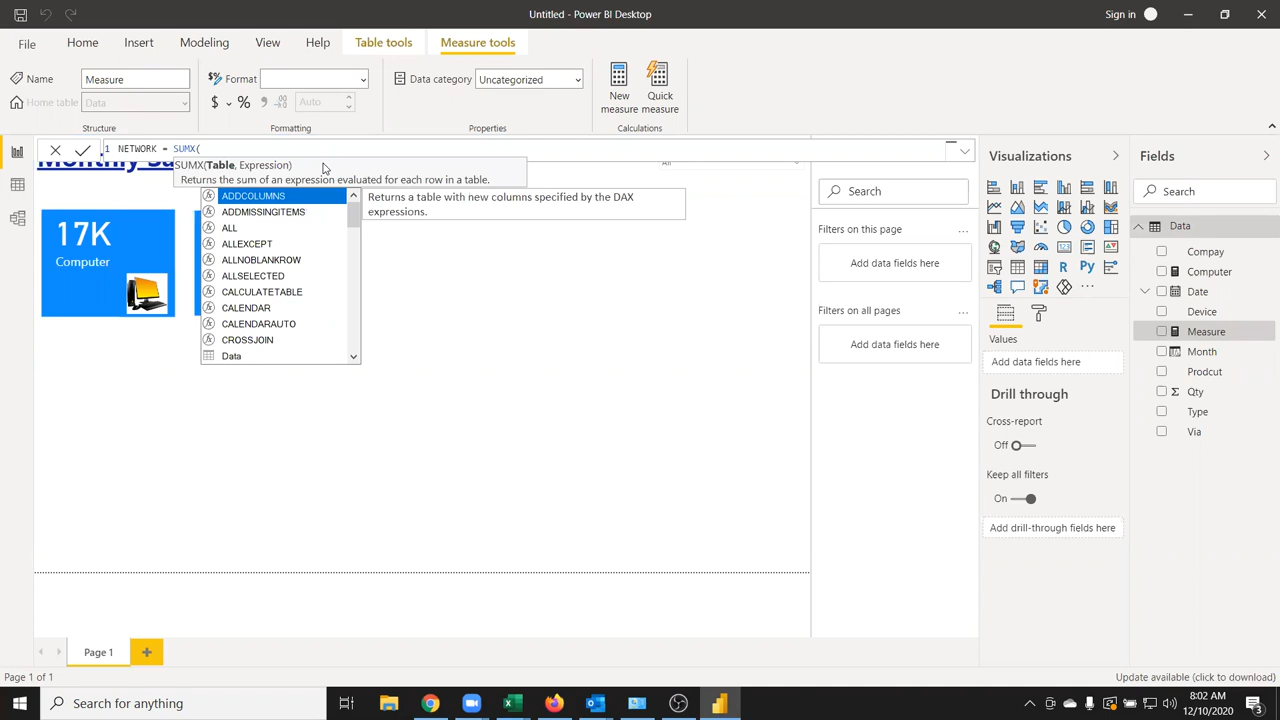 Untitled - Power BI Desktop
Sign in
File
Home
Insert
Modeling
View
Help
Table tools
Measure tools
Name
Measure
Home table
Data
Structure
Format
$
%
Auto
Formatting
Data category
Uncategorized
Properties
New measure
Quick measure
Calculations
1 NETWORK = SUMX(
SUMX(Table, Expression)
Returns the sum of an expression evaluated for each row in a table.
ADDCOLUMNS
ADDMISSINGITEMS
ALL
ALLEXCEPT
ALLNOBLANKROW
ALLSELECTED
CALCULATETABLE
CALENDAR
CALENDARAUTO
CROSSJOIN
Data
Returns a table with new columns specified by the DAX
expressions.
Monthly
17K
Computer
Search
Filters on this page
...
Add data fields here
Filters on all pages
...
Add data fields here
Visualizations
R
Py
Values
Add data fields here
Drill through
Cross-report
Off
Keep all filters
On
Add drill-through fields here
Fields
Search
Data
Compay
Computer
Date
Device
Measure
Month
Prodcut
Qty
Type
Via
Page 1
Page 1 of 1
Update available (click to download)
Search for anything
8:02 AM
12/10/2020